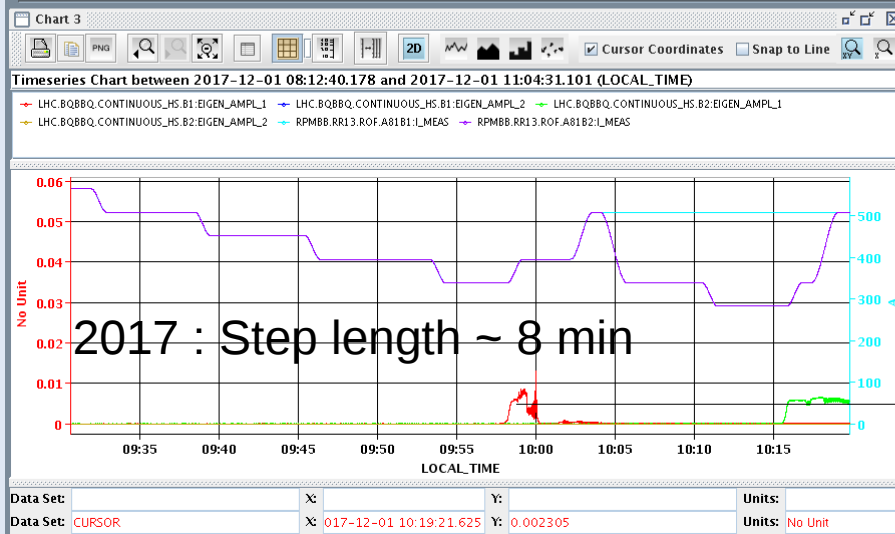 Chart 3
PNG
2D
Cursor Coordinates
Snap to Line
Timeseries Chart between 2017-12-01 08:12:40.178 and 2017-12-01 11:04:31.101 (LOCAL_TIME)
LHC.BQBBQ.CONTINUOUS_HS.B1:EIGEN_AMPL_1 LHC.BQBBQ.CONTINUOUS_HS.B1:EIGEN_AMPL_2 LHC.BQBBQ.CONTINUOUS_HS.B2:EIGEN_AMPL_1
LHC.BQBBQ.CONTINUOUS_HS.B2:EIGEN_AMPL_2 RPMBB.RR13.ROF.A81B1:I_MEAS RPMBB.RR13.ROF.A81B2:I_MEAS
0.06
0.05
0.04
0.03
0.02
0.01
0
No Unit
500
400
300
200
100
0
A
2017 : Step length ~ 8 min
09:35 09:40 09:45 09:50 09:55 10:00 10:05 10:10 10:15
LOCAL_TIME
Data Set: X: Y: Units:
Data Set: CURSOR X: 017-12-01 10:19:21.625 Y: 0.002305 Units: No Unit